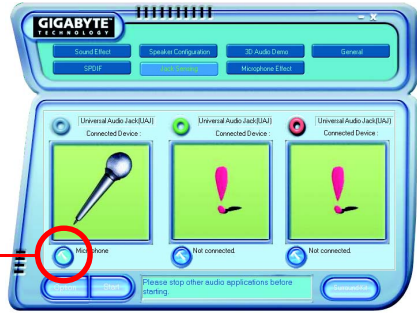 GIGABYTE
TECHNOLOGY
Sound Effect
Speaker Configuration
3D Audio Demo
General
SPDIF
Jack Sensing
Microphone Effect
Universal Audio Jack(UAJ)
Connected Device :
Universal Audio Jack(UAJ)
Connected Device :
Universal Audio Jack(UAJ)
Connected Device :
Microphone
Not connected.
Not connected.
Start
Please stop other audio applications before
starting.